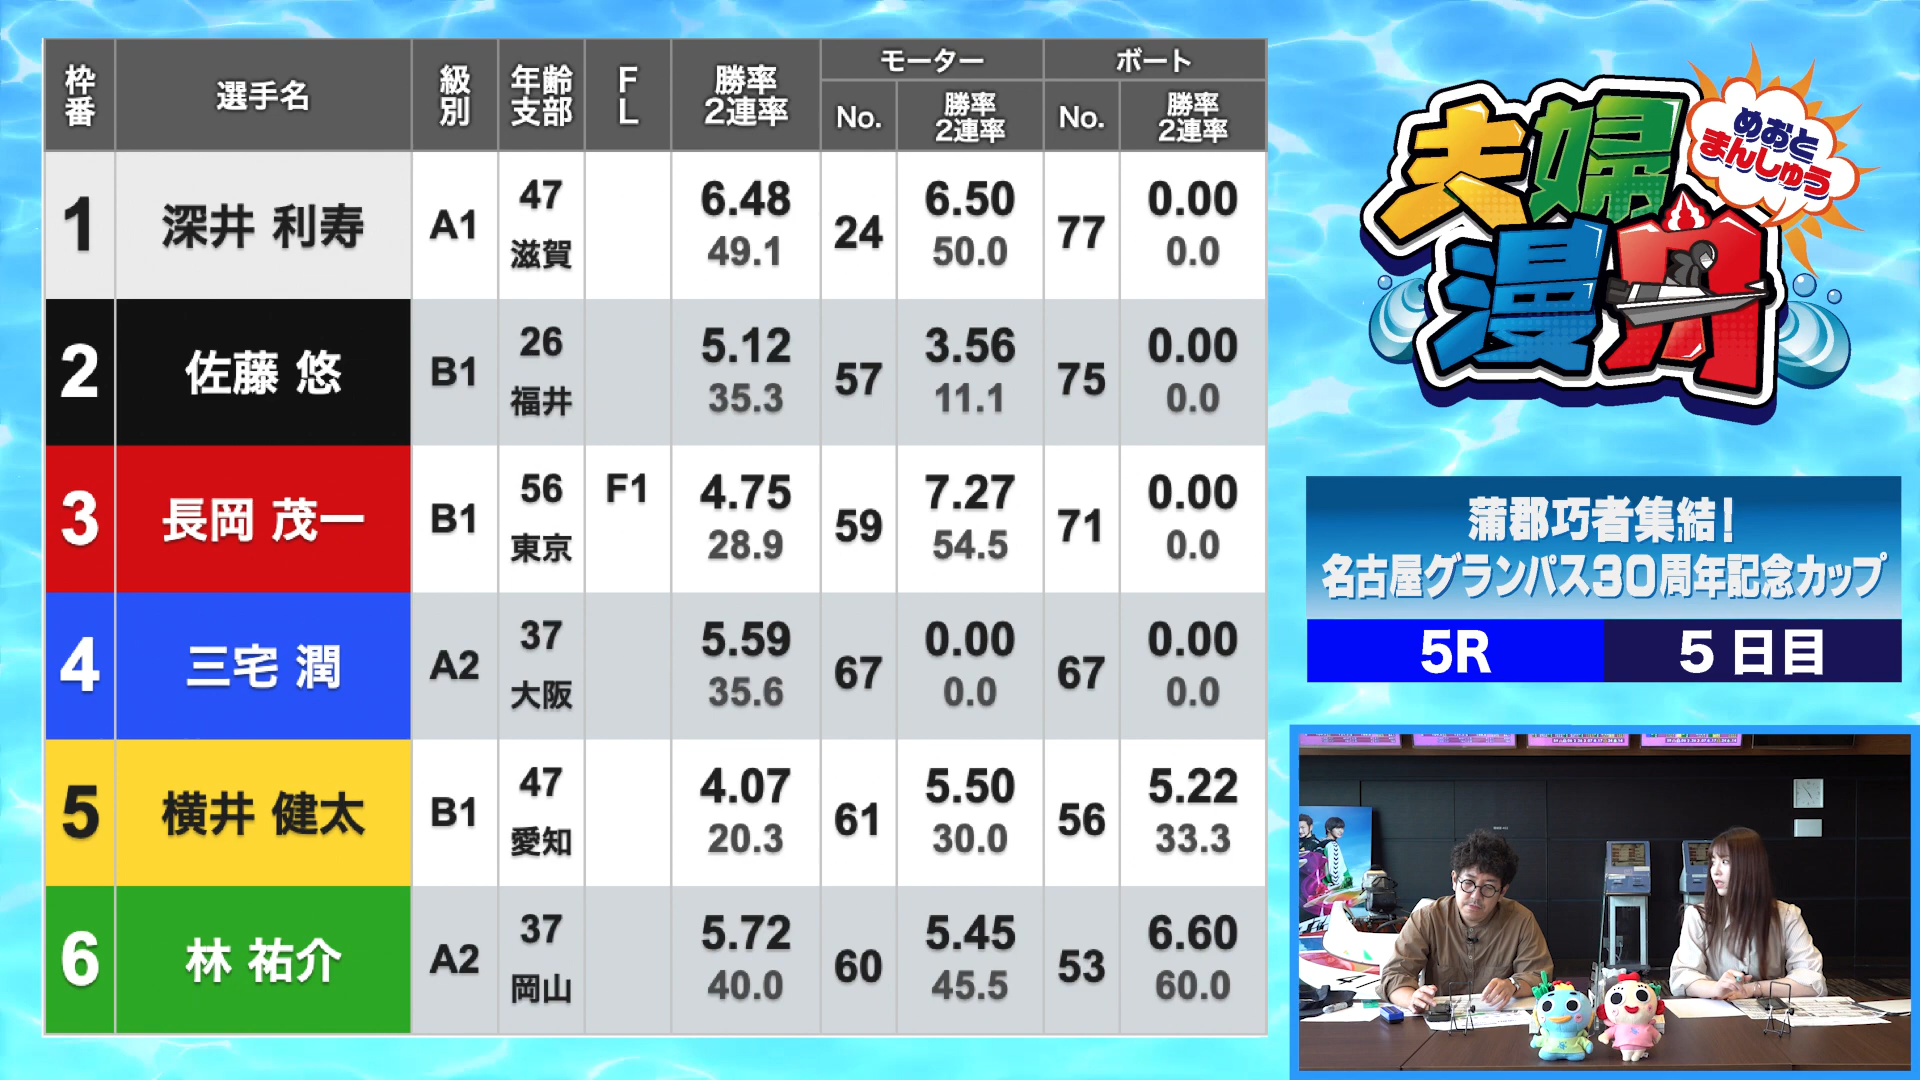 枠番 選手名 級別 年齢支部 FL 勝率2連率 モーター ボート
No. 勝率2連率 No. 勝率2連率
1 深井 利寿 A1 47 滋賀 6.48 49.1 24 6.50 50.0 77 0.00 0.0
2 佐藤 悠 B1 26 福井 5.12 35.3 57 3.56 11.1 75 0.00 0.0
3 長岡 茂一 B1 56 東京 F1 4.75 28.9 59 7.27 54.5 71 0.00 0.0
4 三宅 潤 A2 37 大阪 5.59 35.6 67 0.00 0.0 67 0.00 0.0
5 横井 健太 B1 47 愛知 4.07 20.3 61 5.50 30.0 56 5.22 33.3
6 林 祐介 A2 37 岡山 5.72 40.0 60 5.45 45.5 53 6.60 60.0
めおと
まんしゅう
夫婦
漫舟
蒲郡巧者集結!
名古屋グランパス30周年記念カップ
5R 5日目